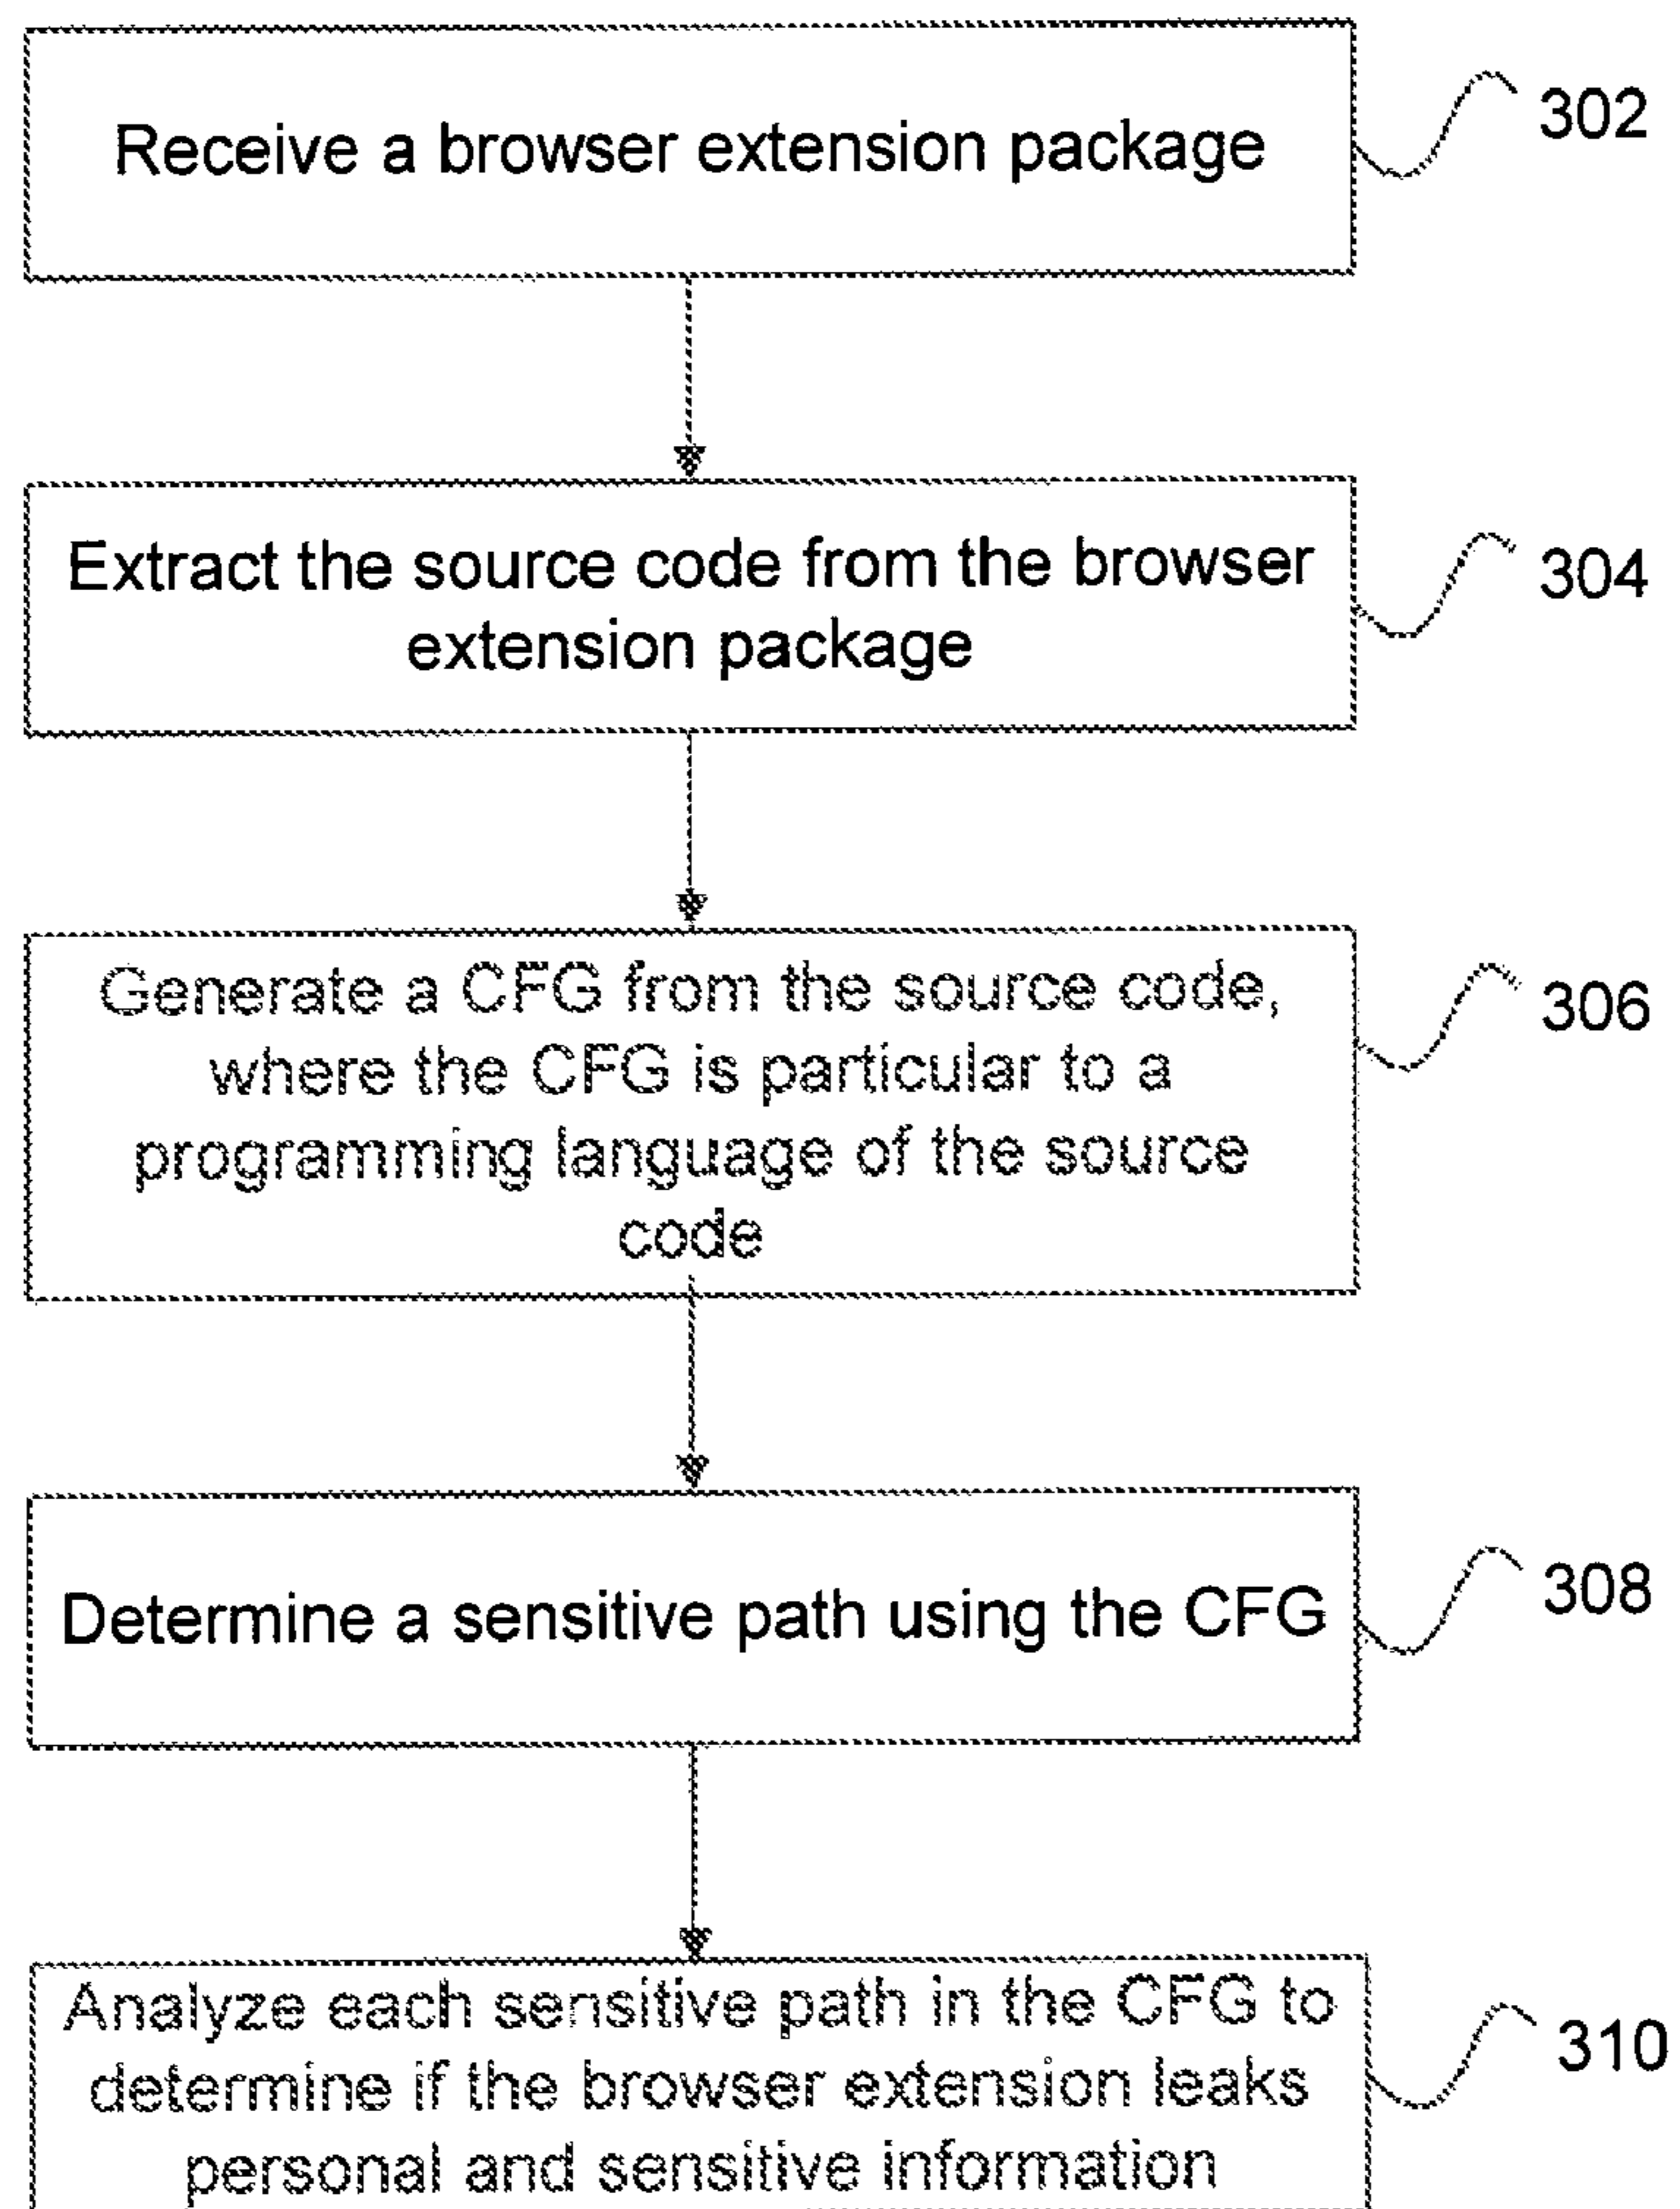 Receive a browser extension package
302
Extract the source code from the browser
extension package
304
Generate a CFG from the source code,
where the CFG is particular to a
programming language of the source
code
306
Determine a sensitive path using the CFG
308
Analyze each sensitive path in the CFG to
determine if the browser extension leaks
personal and sensitive information
310